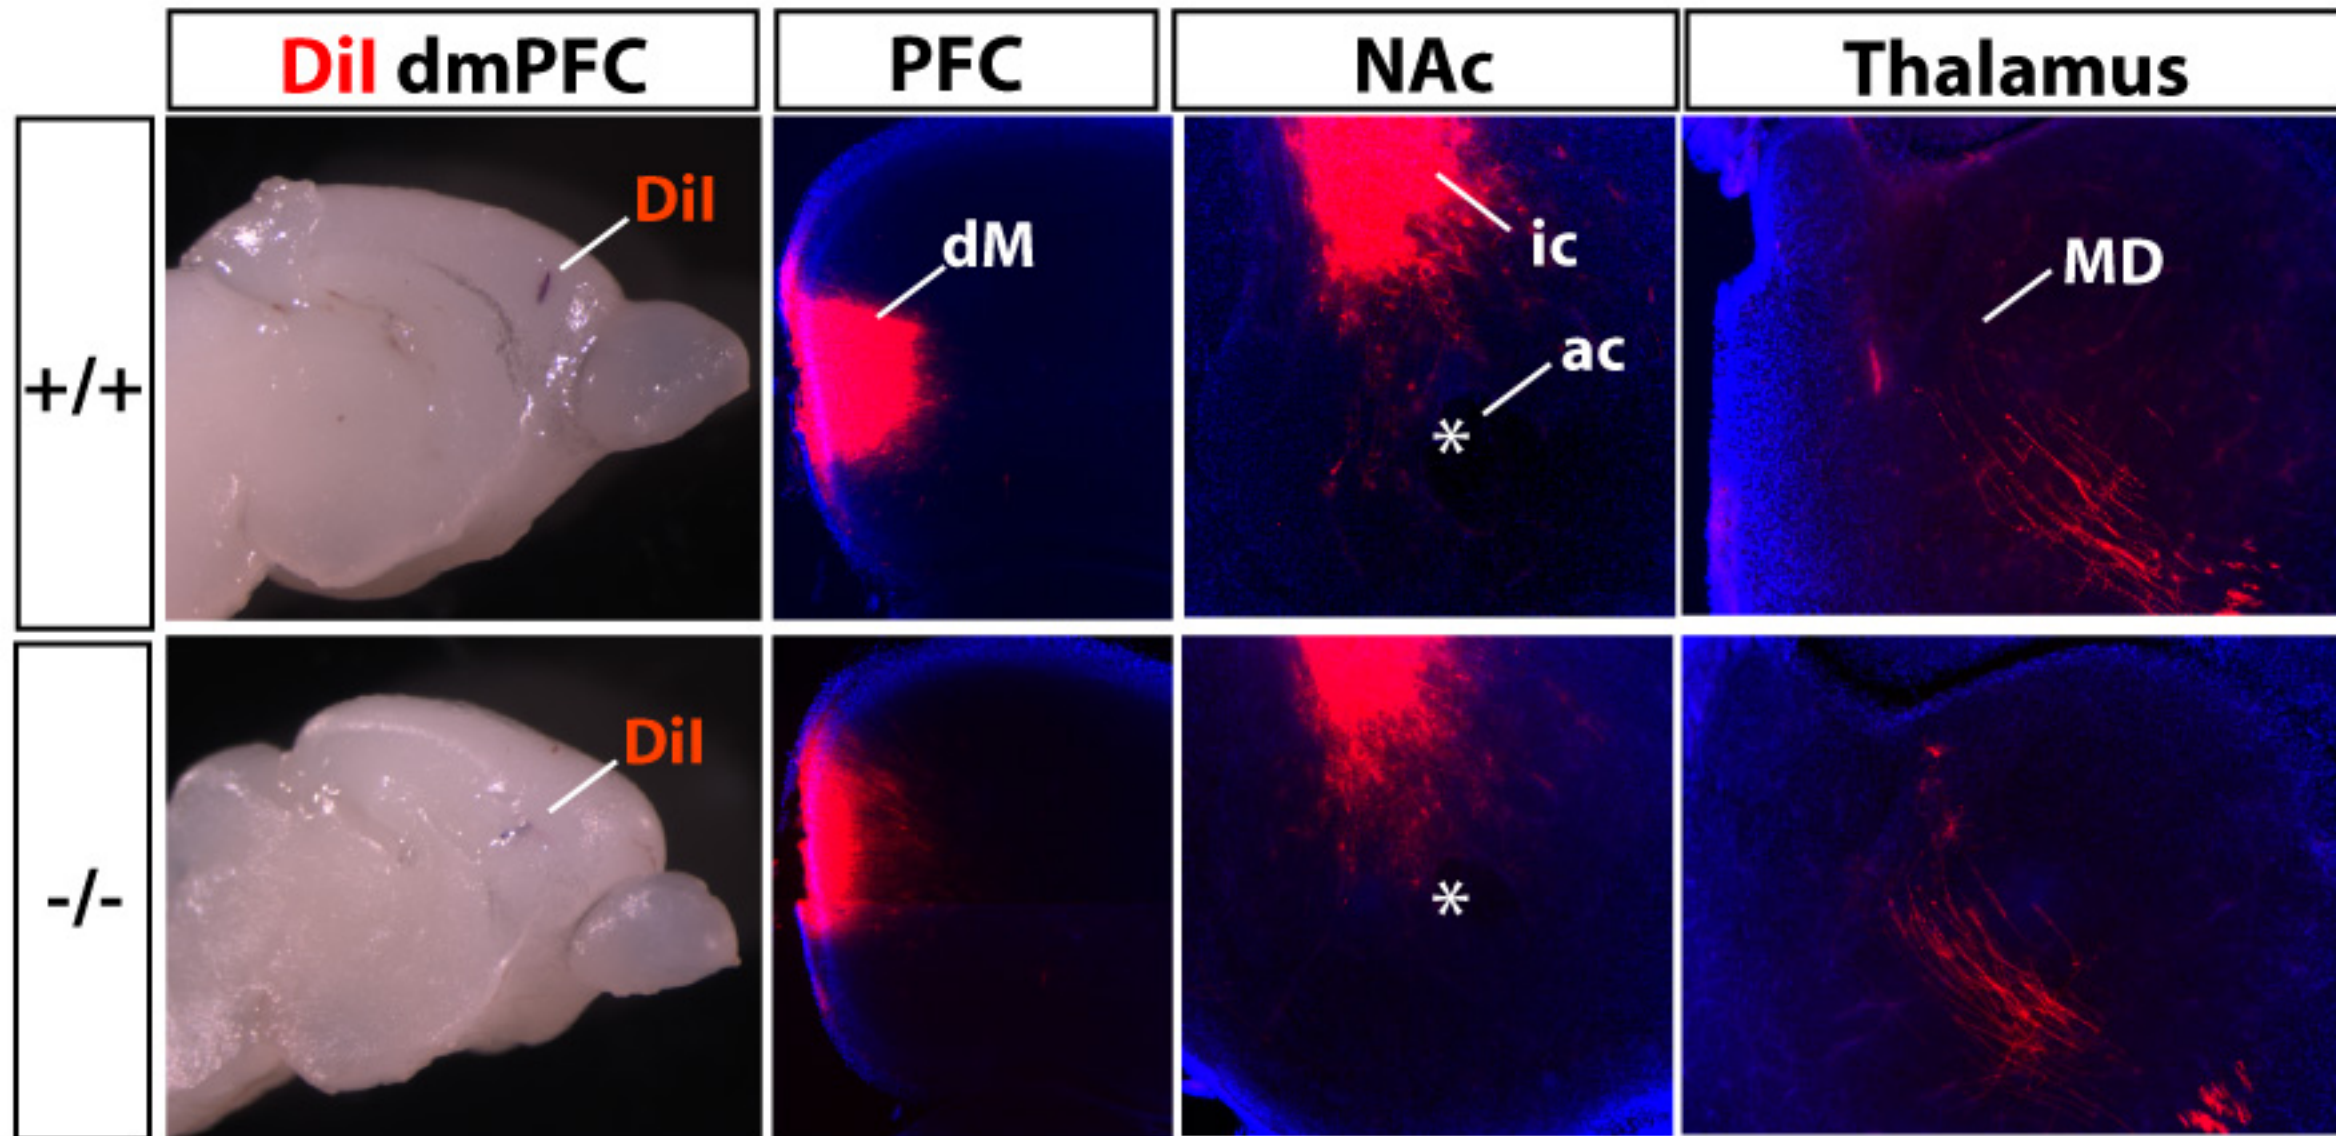 DiI dmPFC
PFC
NAc
Thalamus
+/+
DiI
dM
ic
ac
*
MD
-/-
DiI
*